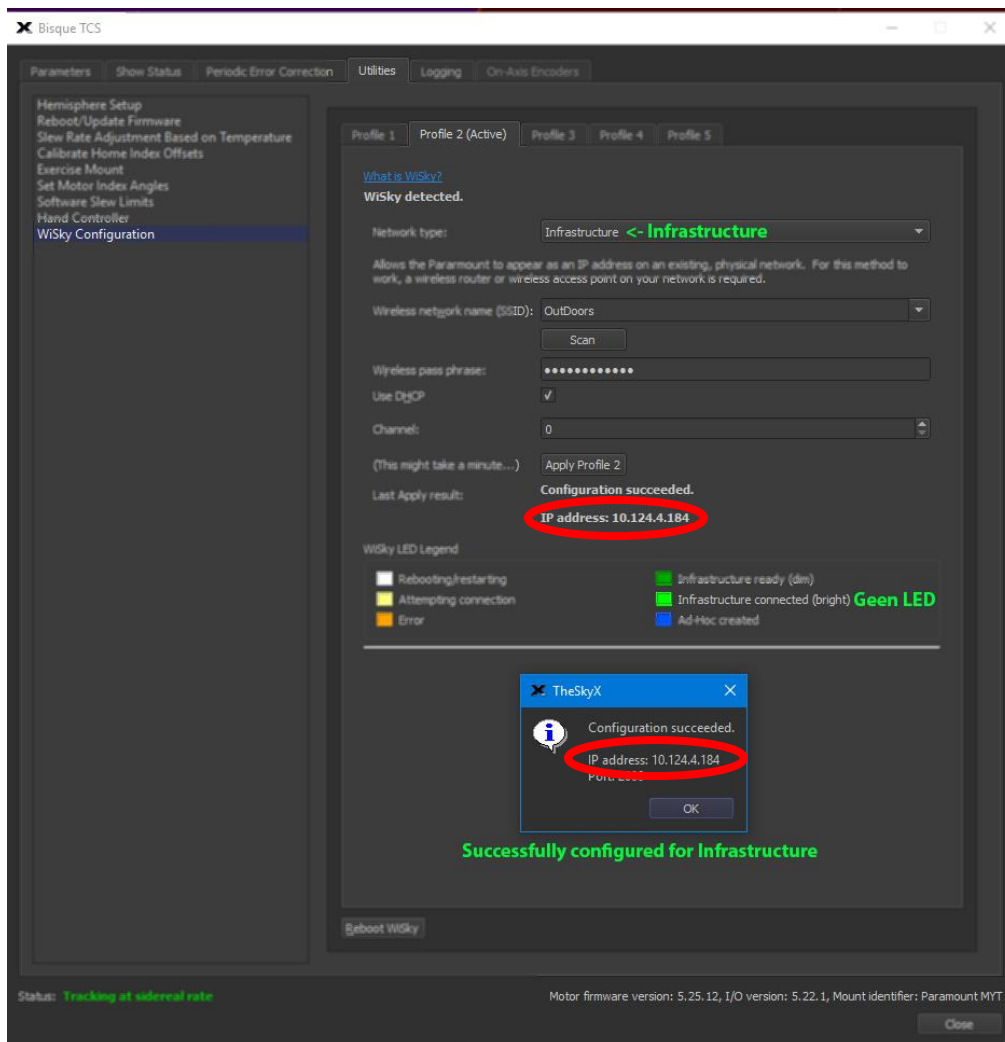 Bisque TCS
Parameters Show Status Periodic Error Correction Utilities Logging On-Axis Encoders
Hemisphere Setup
Reboot/Update Firmware
Slew Rate Adjustment Based on Temperature
Calibrate Home Index Offsets
Exercise Mount
Set Motor Index Angles
Software Slew Limits
Hand Controller
WiSky Configuration
Profile 1 Profile 2 (Active) Profile 3 Profile 4 Profile 5
What is WiSky?
WiSky detected.
Network type: Infrastructure <- Infrastructure
Allows the Pararmount to appear as an IP address on an existing, physical network. For this method to
work, a wireless router or wireless access point on your network is required.
Wireless network name (SSID): OutDoors
Scan
Wireless pass phrase: ●●●●●●●●●●●●
Use DHCP
Channel: 0
(This might take a minute...) Apply Profile 2
Last Apply result: Configuration succeeded.
IP address: 10.124.4.184
WiSky LED Legend
Rebooting/restarting Infrastructure ready (dim)
Attempting connection Infrastructure connected (bright) Geen LED
Error Ad-Hoc created
TheSkyX
Configuration succeeded.
IP address: 10.124.4.184
Port:
OK
Successfully configured for Infrastructure
Reboot WiSky
Status: Tracking at sidereal rate Motor firmware version: 5.25.12, I/O version: 5.22.1, Mount identifier: Paramount MYT
Close